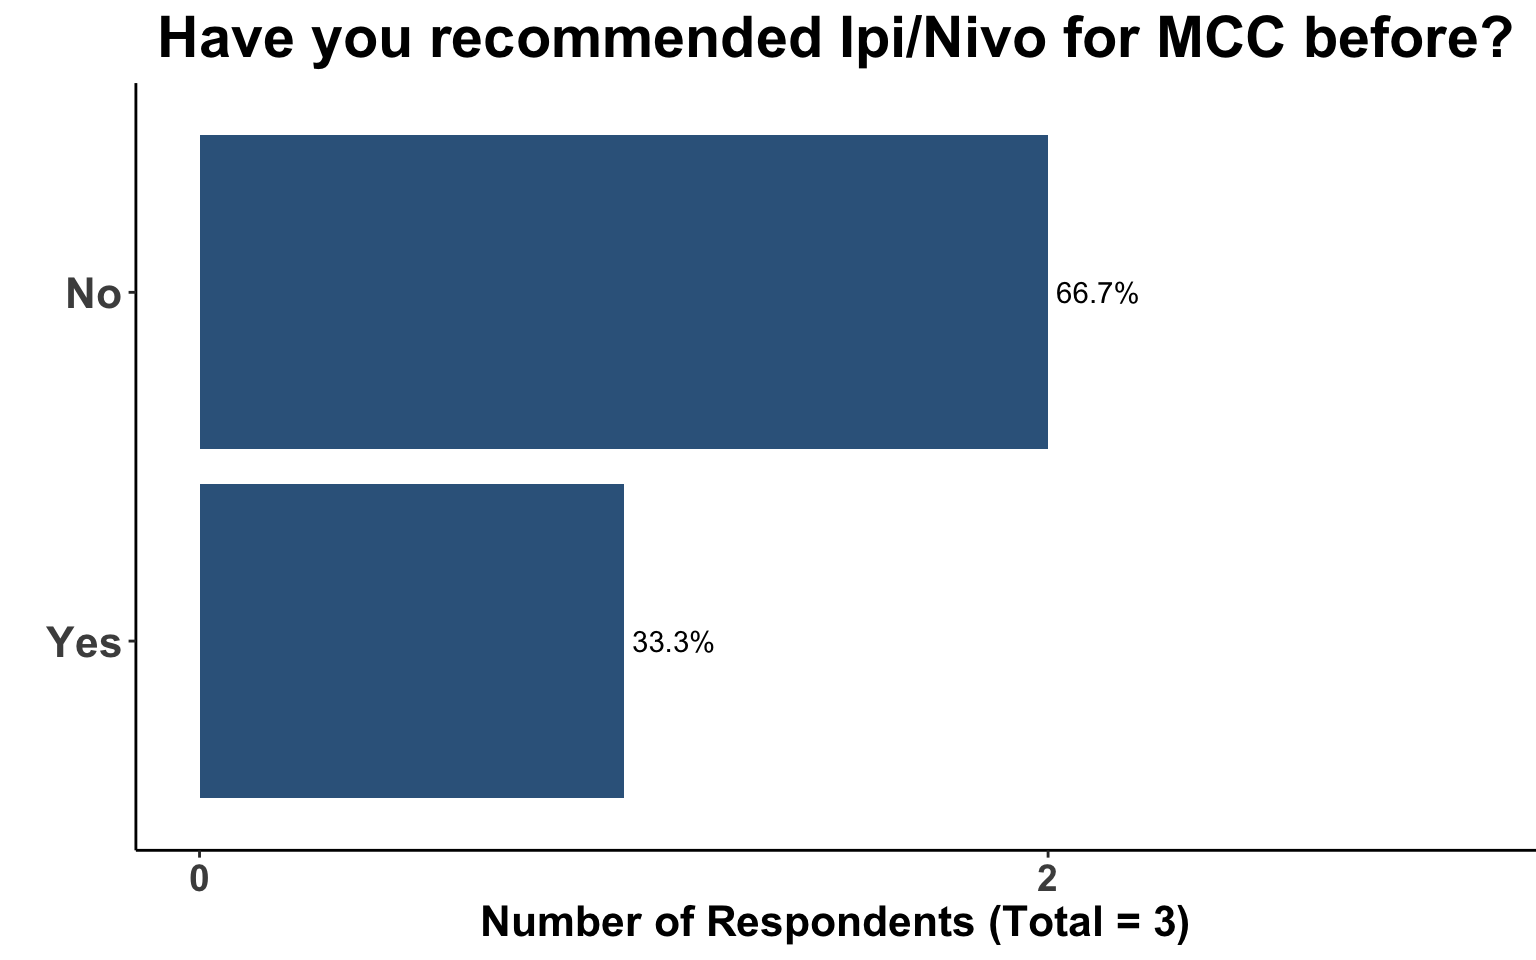 Have you recommended Ipi/Nivo for MCC before?
No
66.7%
Yes
33.3%
0
2
Number of Respondents (Total = 3)